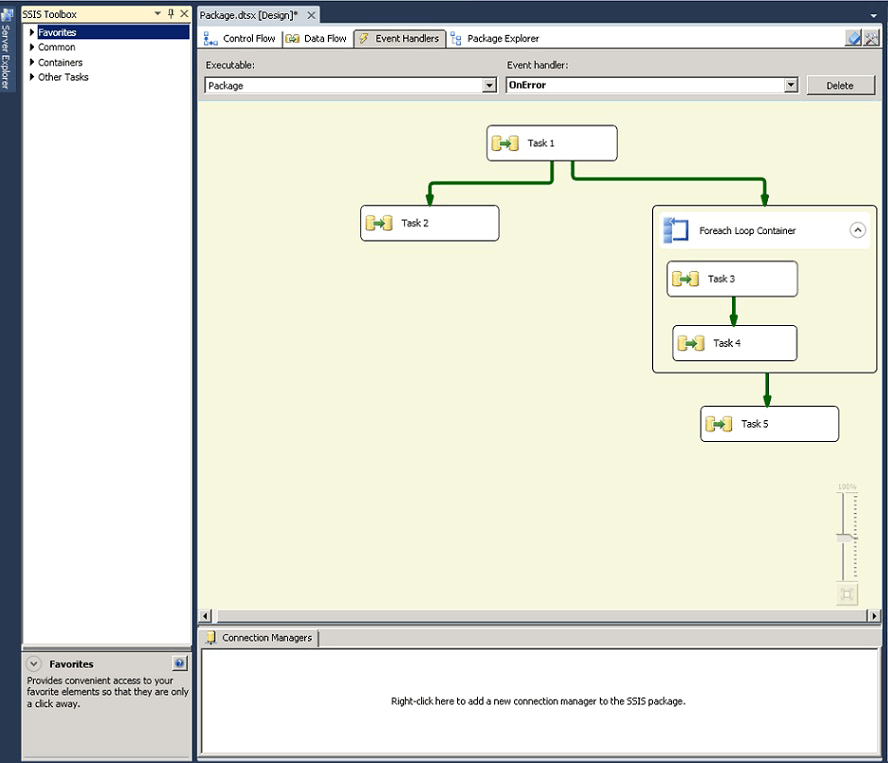 SSIS Toolbox
Package.dtsx [Design]*
Server Explorer
Favorites
Common
Containers
Other Tasks
Control Flow
Data Flow
Event Handlers
Package Explorer
Executable:
Event handler:
Package
OnError
Delete
Task 1
Task 2
Foreach Loop Container
Task 3
Task 4
Task 5
100%
Connection Managers
Right-click here to add a new connection manager to the SSIS package.
Favorites
Provides convenient access to your
favorite elements so that they are only
a click away.